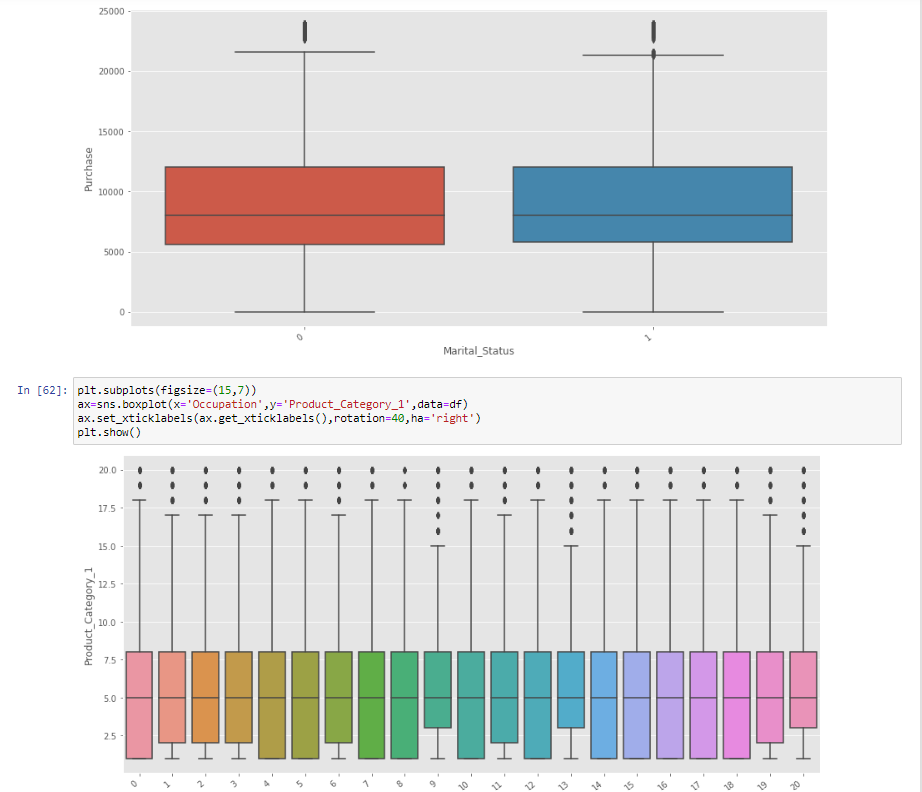 25000
20000
15000
10000
5000
0
Purchase
0 1
Marital_Status
In [62]: plt.subplots(figsize=(15,7))
ax=sns.boxplot(x='Occupation',y='Product_Category_1',data=df)
ax.set_xticklabels(ax.get_xticklabels(),rotation=40,ha='right')
plt.show()
20.0
17.5
15.0
12.5
10.0
7.5
5.0
2.5
Product_Category_1
0 1 2 3 4 5 6 7 8 9 10 11 12 13 14 15 16 17 18 19 20